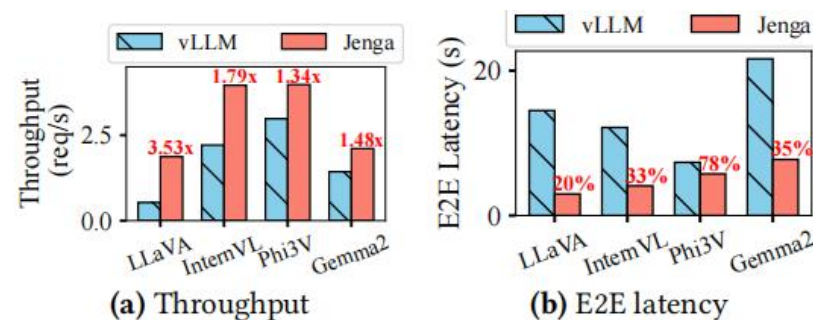 vLLM Jenga
Throughput
(req/s)
2.5
0.0
3.53x
1.79x
1.34x
1.48x
LLaVA
InternVL
Phi3V
Gemma2
(a) Throughput
vLLM Jenga
E2E Latency (s)
20
0
20%
33%
78%
35%
LLaVA
InternVL
Phi3V
Gemma2
(b) E2E latency